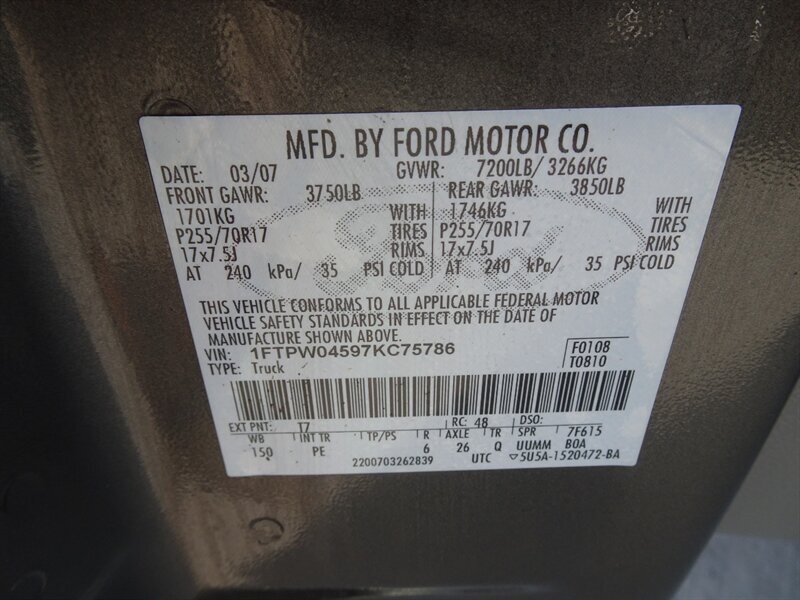 MFD. BY FORD MOTOR CO.
DATE: 03/07 GVWR: 7200LB/ 3266KG
FRONT GAWR: 3750LB REAR GAWR: 3850LB
1701KG WITH 1746KG WITH
P255/70R17 TIRES P255/70R17 TIRES
17x7.5J RIMS 17x7.5J RIMS
AT 240 kPa/ 35 PSI COLD AT 240 kPa/ 35 PSI COLD
THIS VEHICLE CONFORMS TO ALL APPLICABLE FEDERAL MOTOR
VEHICLE SAFETY STANDARDS IN EFFECT ON THE DATE OF
MANUFACTURE SHOWN ABOVE.
VIN: 1FTPW04597KC75786 F0108
TYPE: Truck T0810
EXT PNT: T7 RC: 48 DSO:
WB INT TR TP/PS R AXLE TR SPR 7F615
150 PE 6 26 Q UUMM B0A
2200703262839 UTC ▽5U5A-1520472-BA